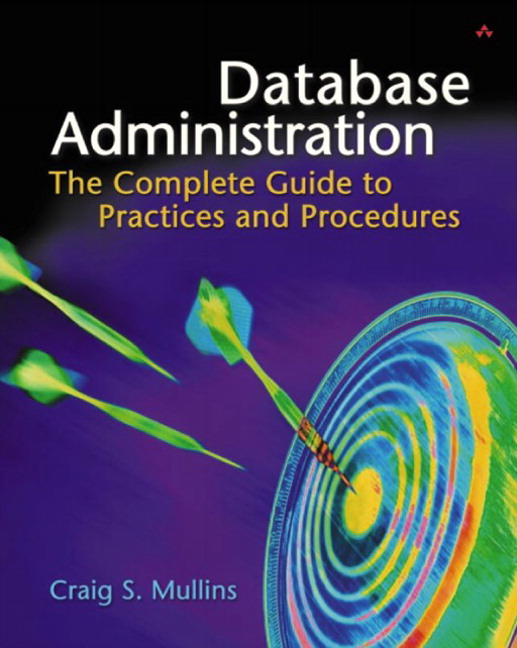 Database
Administration
The Complete Guide to
Practices and Procedures
Craig S. Mullins